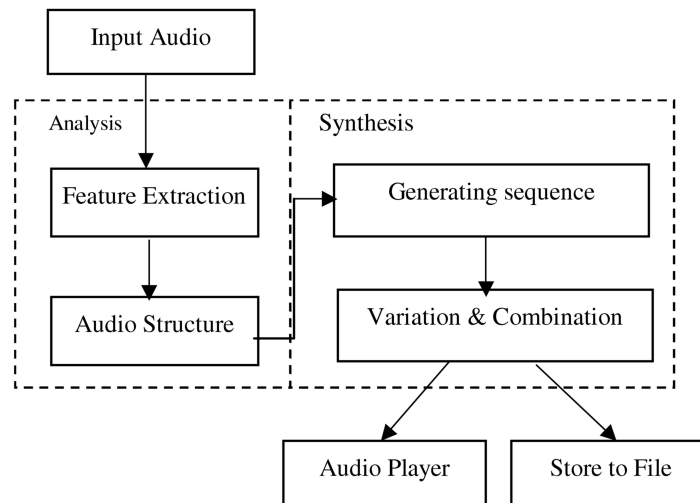 Input Audio
Analysis
Synthesis
Feature Extraction
Generating sequence
Audio Structure
Variation & Combination
Audio Player
Store to File